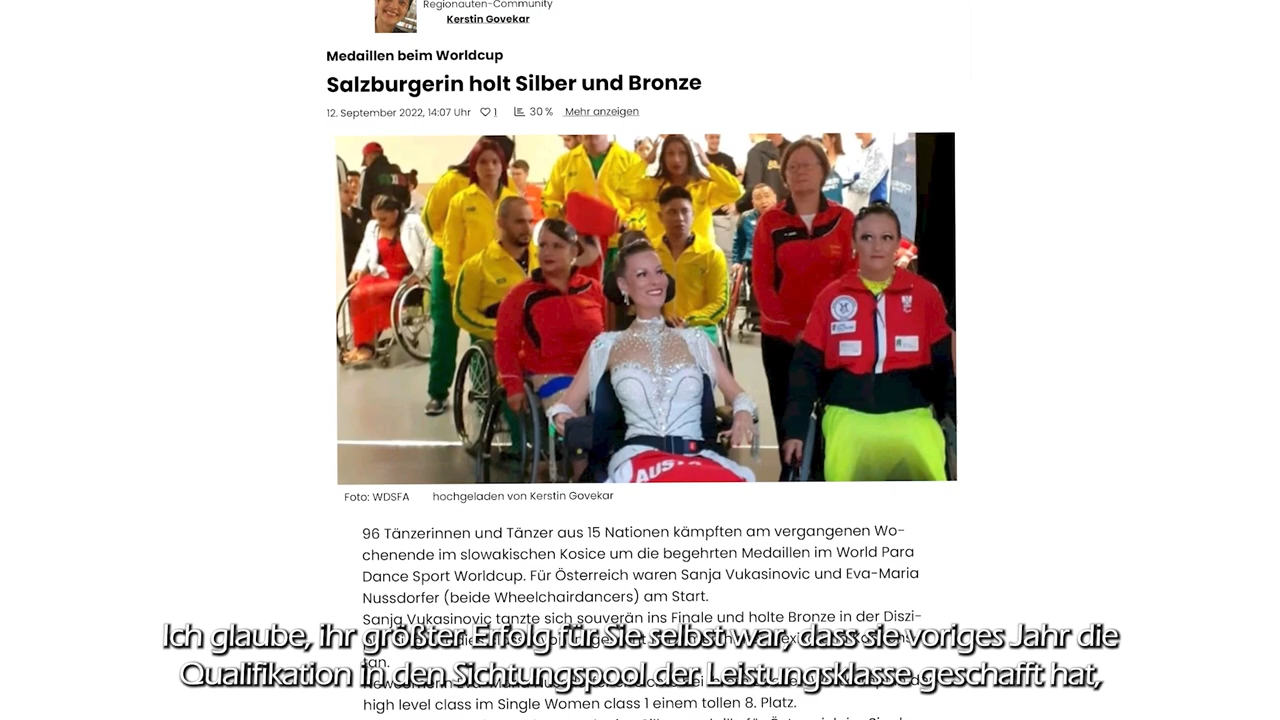 Regionauten-Community
Kerstin Govekar
Medaillen beim Worldcup
Salzburgerin holt Silber und Bronze
12. September 2022, 14:07 Uhr 1 30 % Mehr anzeigen
AUS
Foto: WDSFA hochgeladen von Kerstin Govekar
96 Tänzerinnen und Tänzer aus 15 Nationen kämpften am vergangenen Wo-
chenende im slowakischen Kosice um die begehrten Medaillen im World Para
Dance Sport Worldcup. Für Österreich waren Sanja Vukasinovic und Eva-Maria
Nussdorfer (beide Wheelchairdancers) am Start.
Sanja Vukasinovic tanzte sich souverän ins Finale und holte Bronze in der Diszi-
Ich glaube, ihr größter Erfolg für Sie selbst war, dass sie voriges Jahr die
Qualifikation in den Sichtungspool der Leistungsklasse geschafft hat,
high level class im Single Women class 1 einem tollen 8. Platz.